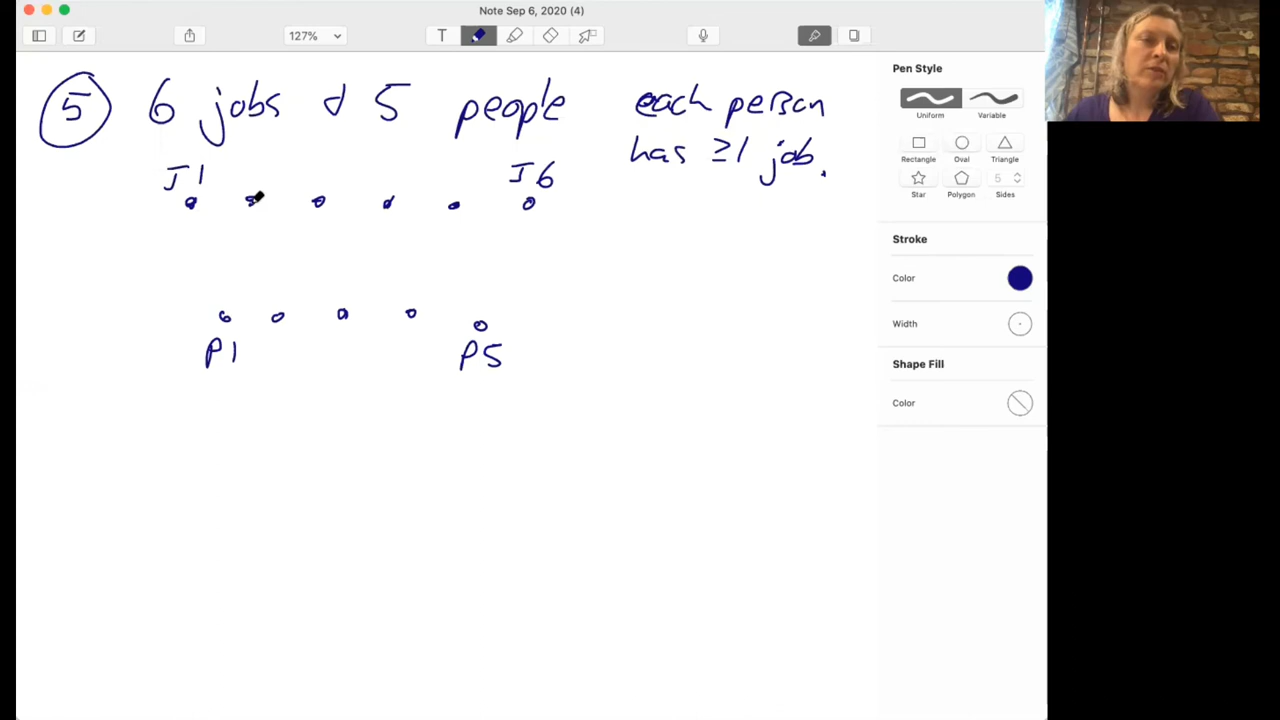 Note Sep 6, 2020 (4)
127%
T
5 6 jobs & 5 people each person
has ≥1 job.
J1 J6
P1 P5
Pen Style
Uniform Variable
Rectangle Oval Triangle
5
Star Polygon Sides
Stroke
Color
Width
Shape Fill
Color